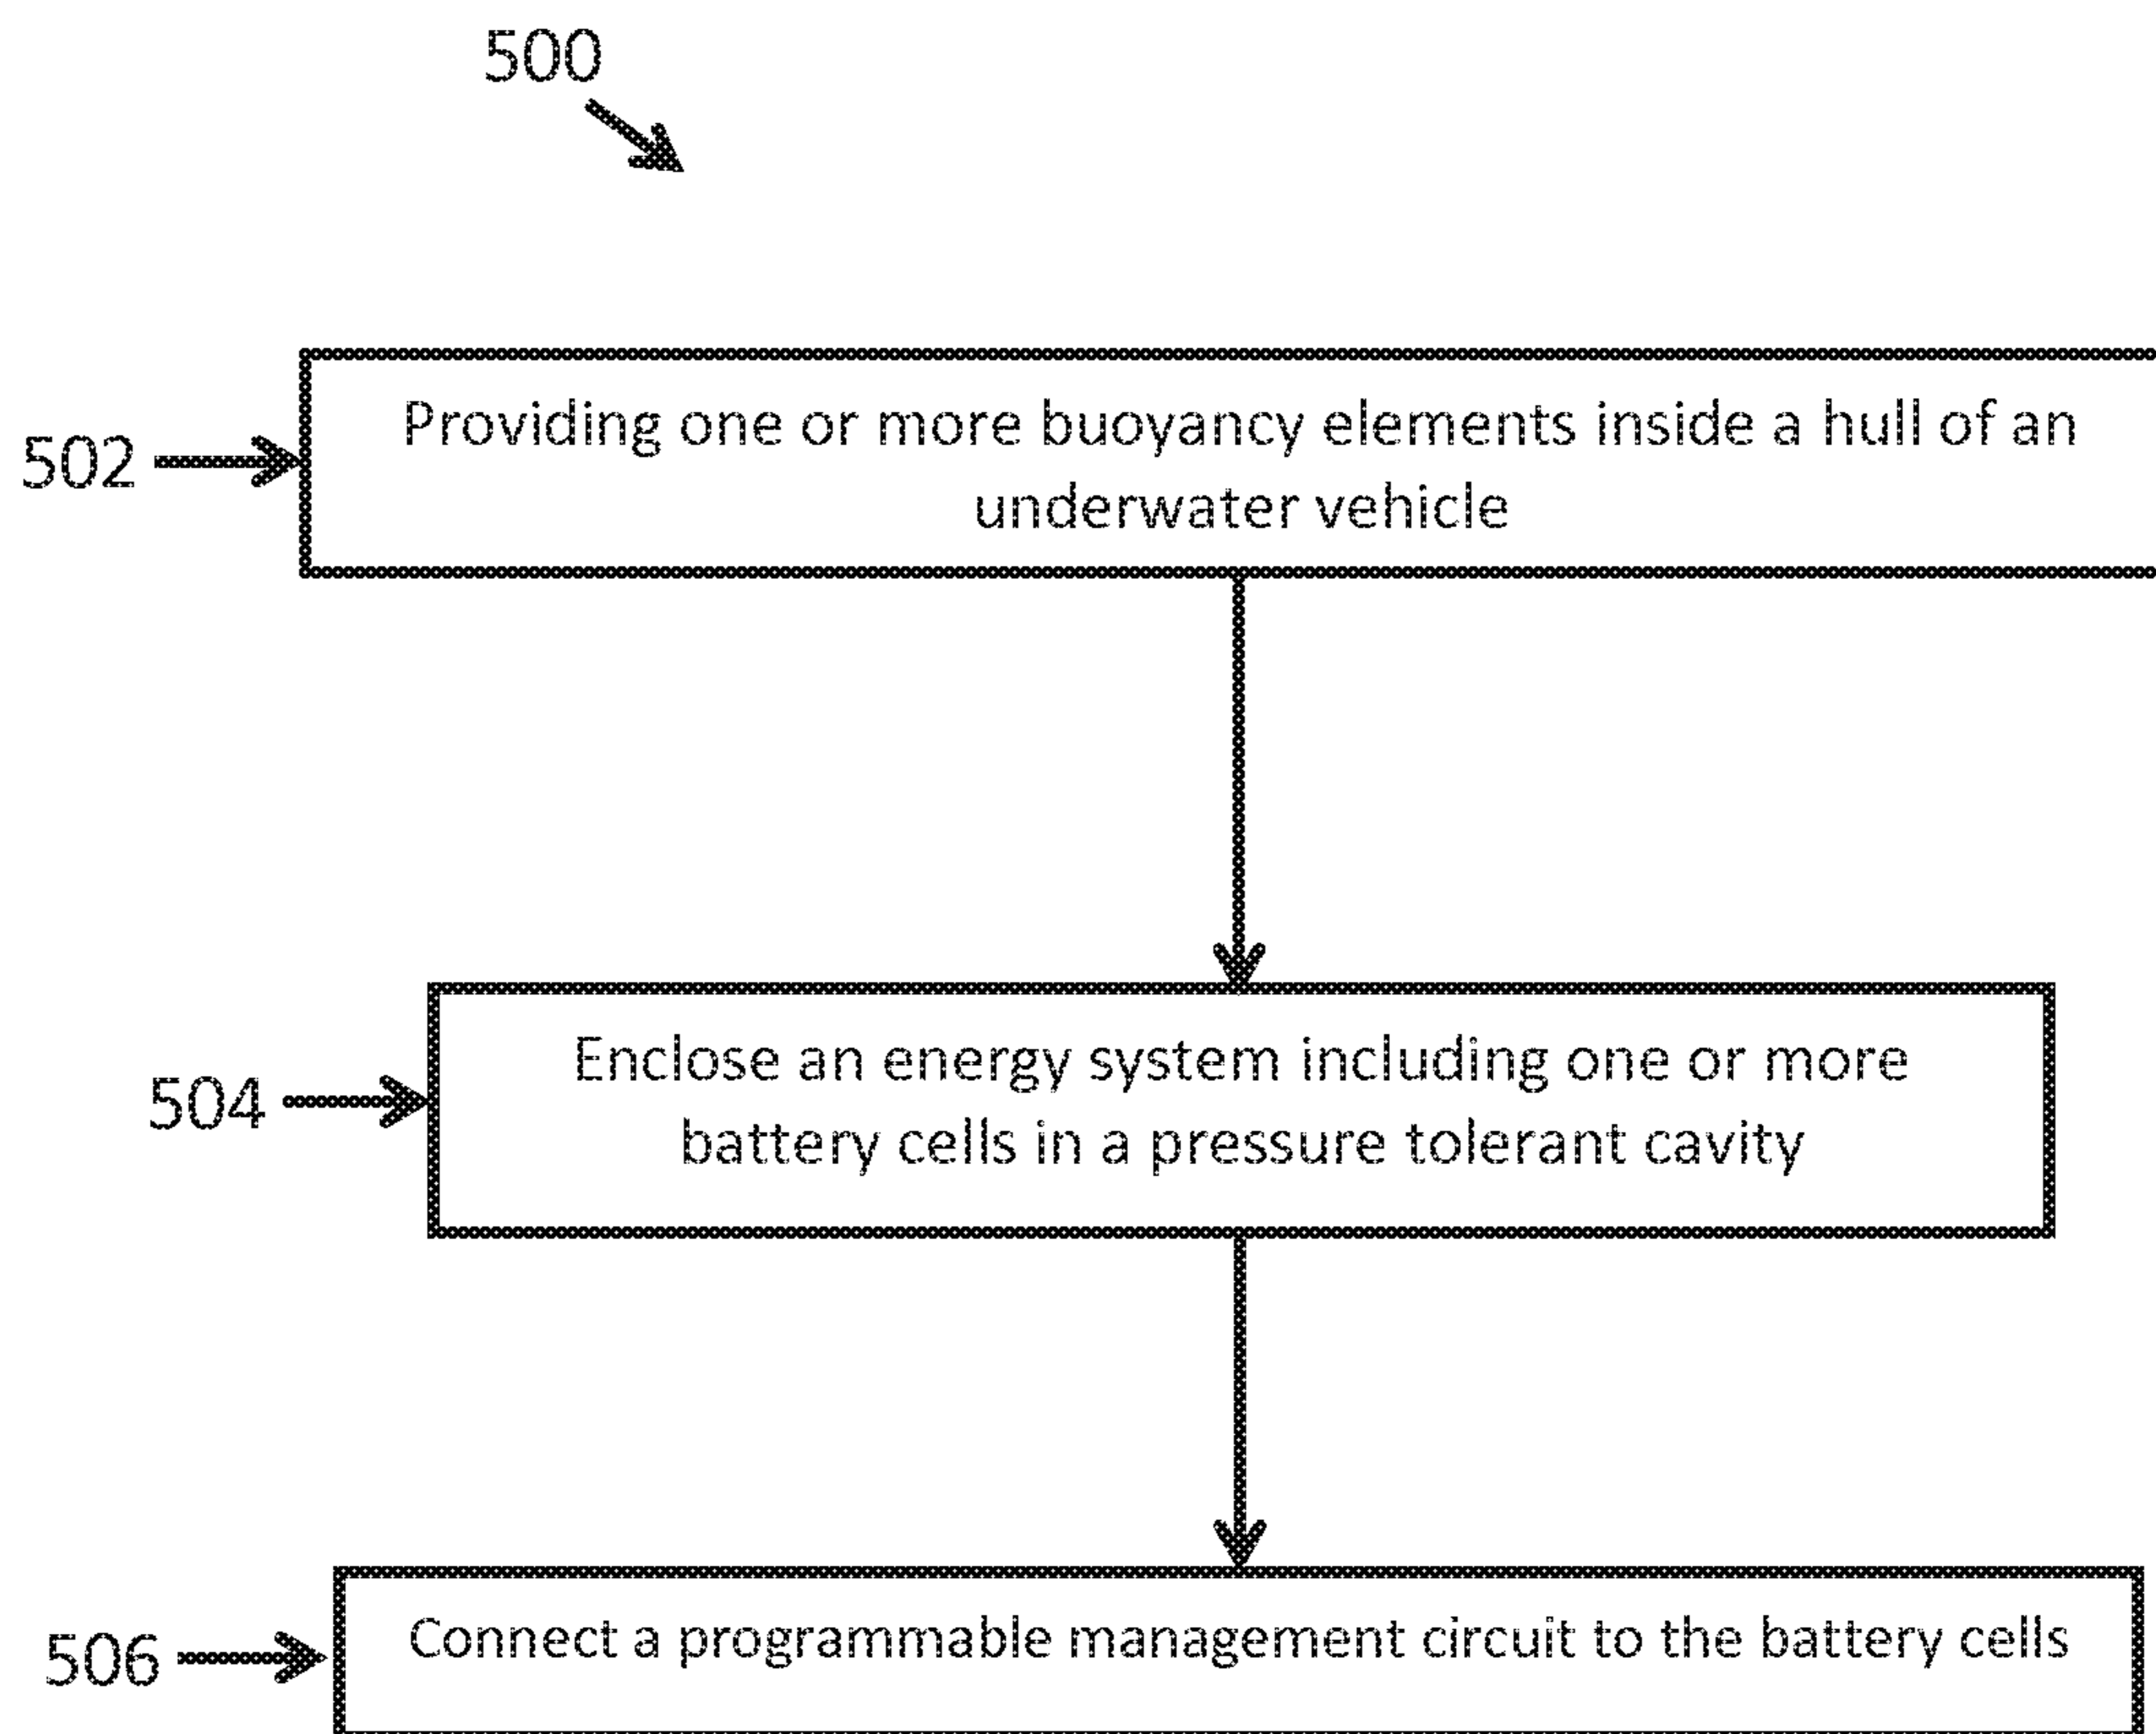 500
502
Providing one or more buoyancy elements inside a hull of an
underwater vehicle
504
Enclose an energy system including one or more
battery cells in a pressure tolerant cavity
506
Connect a programmable management circuit to the battery cells